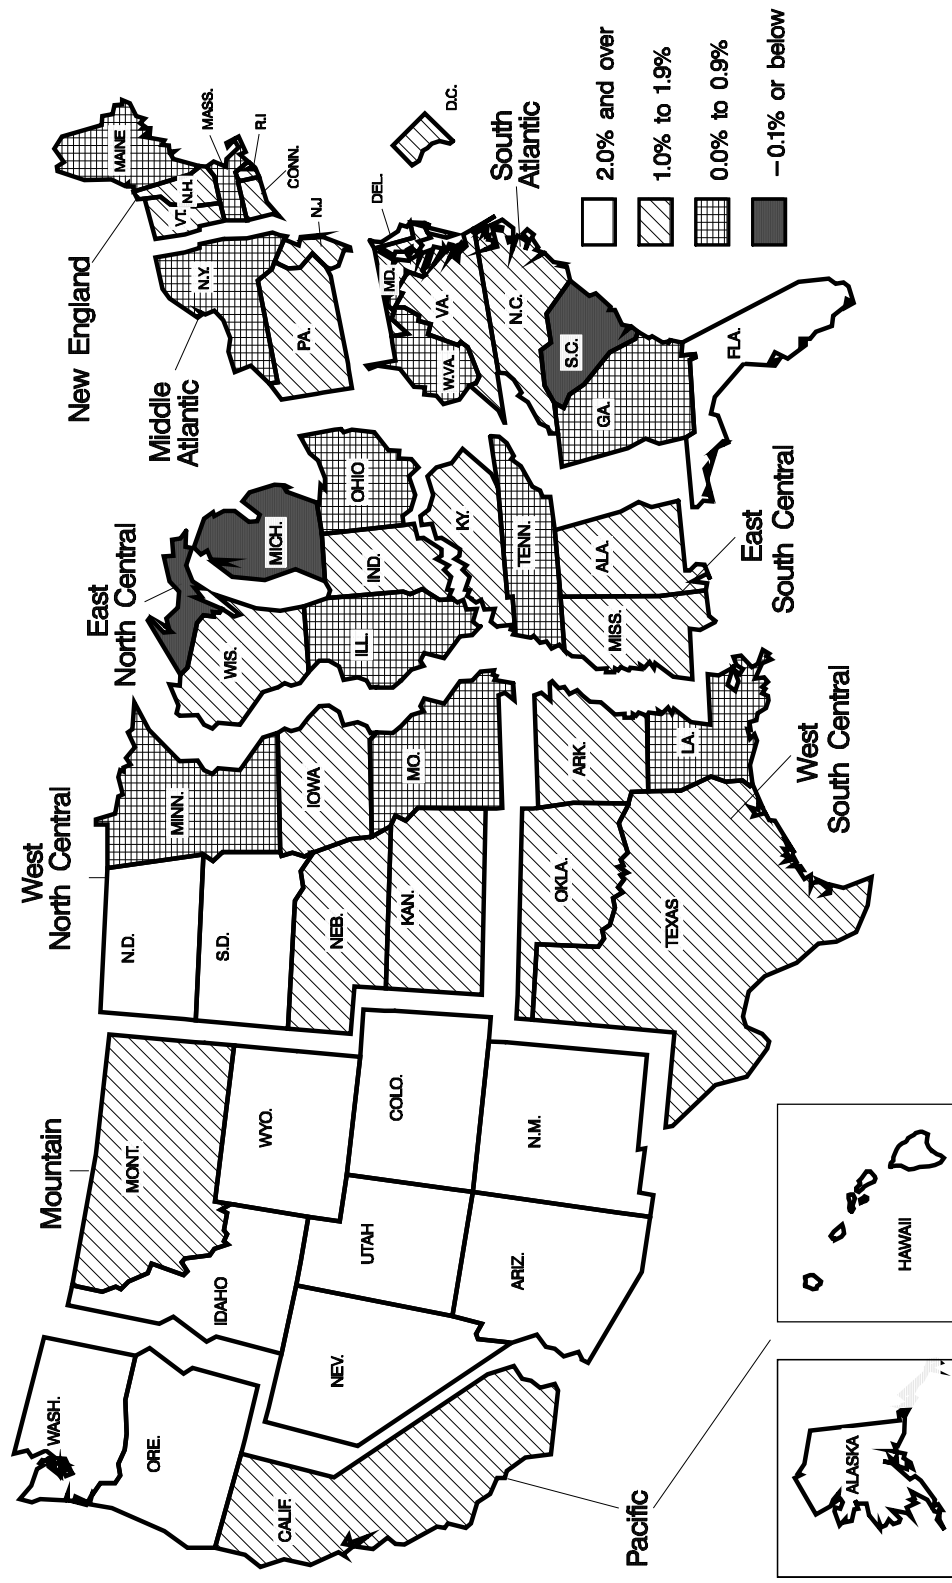 WASH.
ORE.
CALIF.
NEV.
IDAHO
MONT.
WYO.
UTAH
COLO.
ARIZ.
N.M.
Mountain
Pacific
ALASKA
HAWAII
West
North Central
N.D.
S.D.
NEB.
KAN.
MINN.
IOWA
MO.
West
South Central
OKLA.
TEXAS
ARK.
LA.
East
North Central
WIS.
MICH.
ILL.
IND.
OHIO
East
South Central
KY.
TENN.
MISS.
ALA.
Middle
Atlantic
N.Y.
PA.
N.J
New England
MAINE
VT.
N.H.
MASS.
R.I
CONN.
South
Atlantic
DEL.
MD.
D.C.
VA.
W.VA.
N.C.
S.C.
GA.
FLA.
2.0% and over
1.0% to 1.9%
0.0% to 0.9%
−0.1% or below